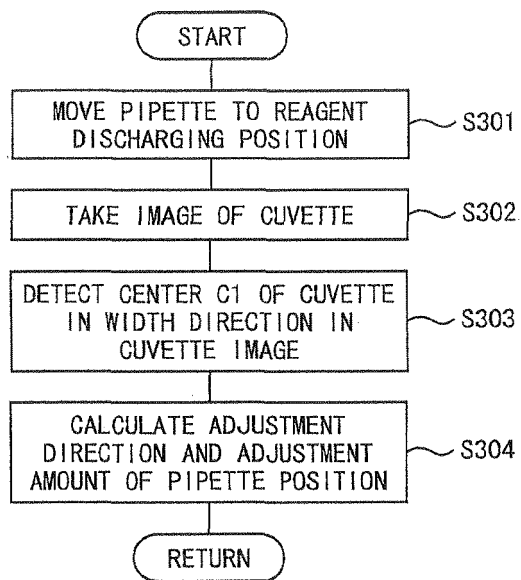 START
MOVE PIPETTE TO REAGENT
DISCHARGING POSITION
S301
TAKE IMAGE OF CUVETTE
S302
DETECT CENTER C1 OF CUVETTE
IN WIDTH DIRECTION IN
CUVETTE IMAGE
S303
CALCULATE ADJUSTMENT
DIRECTION AND ADJUSTMENT
AMOUNT OF PIPETTE POSITION
S304
RETURN